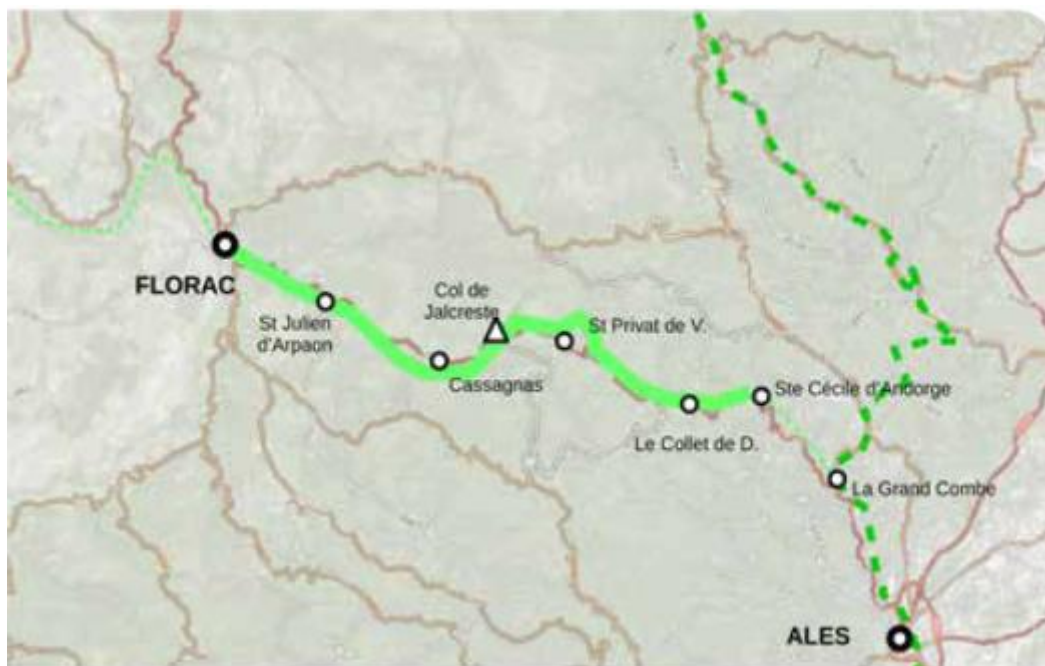 FLORAC
St Julien
d'Arpaon
Col de
Jalcreste
Cassagnas
St Privat de V.
Ste Cécile d'Andorge
Le Collet de D.
La Grand Combe
ALES